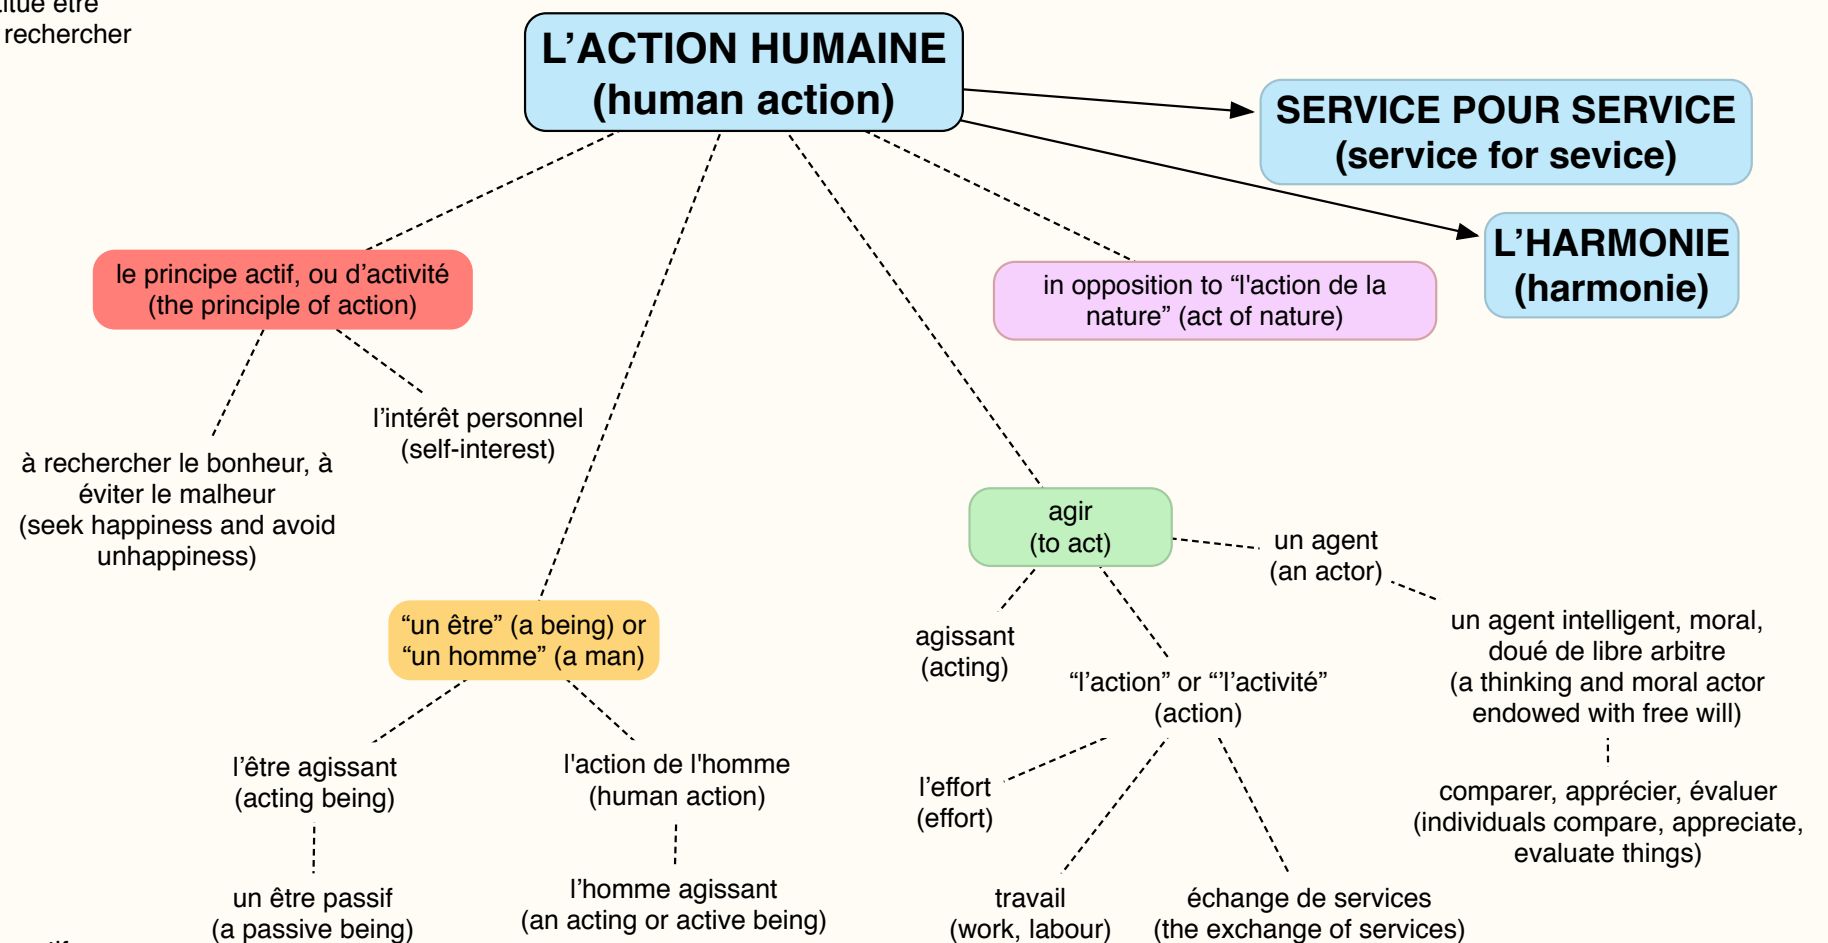 rechercher
L’ACTION HUMAINE
(human action)
SERVICE POUR SERVICE
(service for sevice)
L’HARMONIE
(harmonie)
le principe actif, ou d’activité
(the principle of action)
in opposition to “l'action de la
nature” (act of nature)
l’intérêt personnel
(self-interest)
à rechercher le bonheur, à
éviter le malheur
(seek happiness and avoid
unhappiness)
agir
(to act)
un agent
(an actor)
“un être” (a being) or
“un homme” (a man)
agissant
(acting)
un agent intelligent, moral,
doué de libre arbitre
(a thinking and moral actor
endowed with free will)
“l’action” or “’l’activité”
(action)
l’être agissant
(acting being)
l'action de l'homme
(human action)
l’effort
(effort)
comparer, apprécier, évaluer
(individuals compare, appreciate,
evaluate things)
un être passif
(a passive being)
l’homme agissant
(an acting or active being)
travail
(work, labour)
échange de services
(the exchange of services)